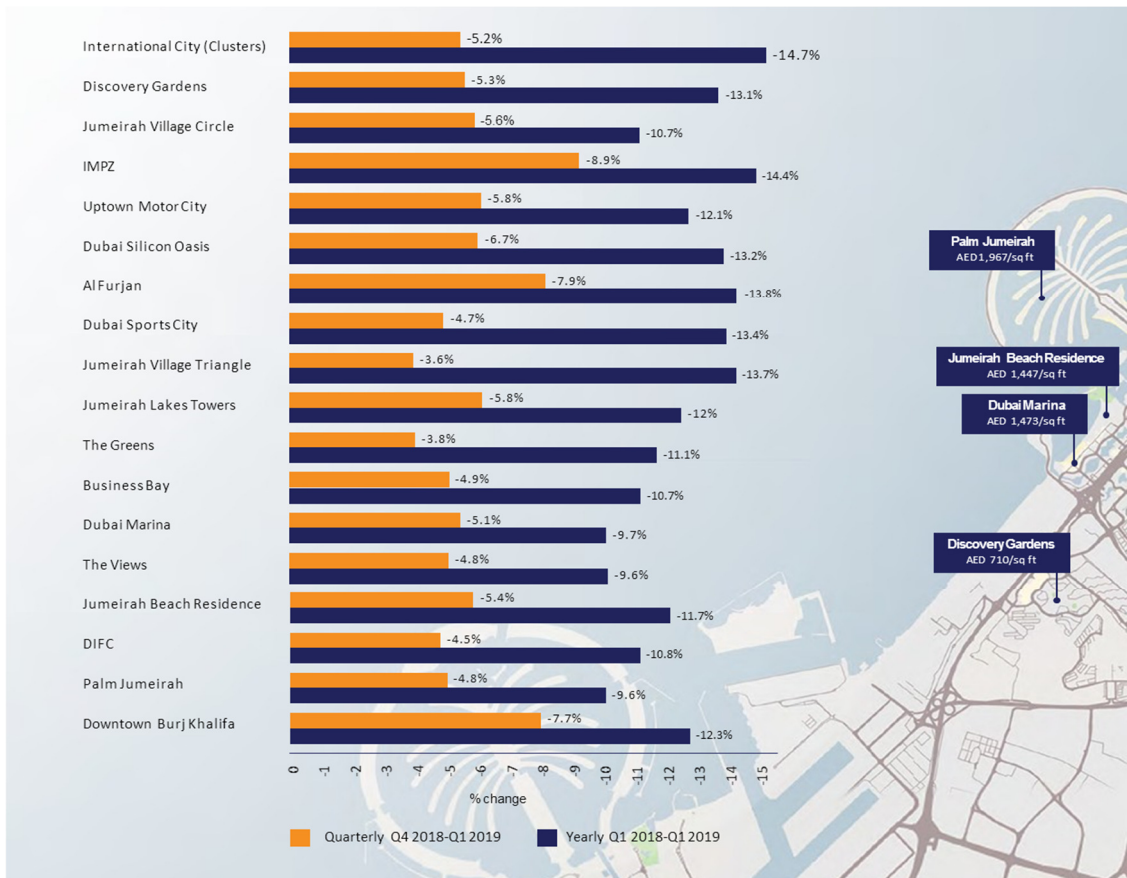 International City (Clusters)
-5.2%
-14.7%
Discovery Gardens
-5.3%
-13.1%
Jumeirah Village Circle
-5.6%
-10.7%
IMPZ
-8.9%
-14.4%
Uptown Motor City
-5.8%
-12.1%
Dubai Silicon Oasis
-6.7%
-13.2%
Al Furjan
-7.9%
-13.8%
Dubai Sports City
-4.7%
-13.4%
Jumeirah Village Triangle
-3.6%
-13.7%
Jumeirah Lakes Towers
-5.8%
-12%
The Greens
-3.8%
-11.1%
Business Bay
-4.9%
-10.7%
Dubai Marina
-5.1%
-9.7%
The Views
-4.8%
-9.6%
Jumeirah Beach Residence
-5.4%
-11.7%
DIFC
-4.5%
-10.8%
Palm Jumeirah
-4.8%
-9.6%
Downtown Burj Khalifa
-7.7%
-12.3%
0 -1 -2 -3 -4 -5 -6 -7 -8 -9 -10 -11 -12 -13 -14 -15
% change
Quarterly Q4 2018-Q1 2019
Yearly Q1 2018-Q1 2019
Palm Jumeirah
AED 1,967/sq ft
Jumeirah Beach Residence
AED 1,447/sq ft
Dubai Marina
AED 1,473/sq ft
Discovery Gardens
AED 710/sq ft